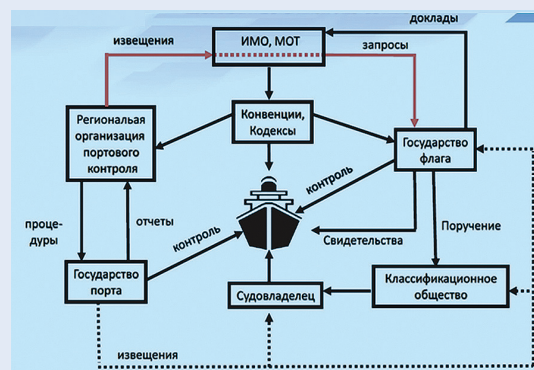 доклады
извещения
ИМО, МОТ
запросы
Региональая
организация
портового
контроля
Конвенции,
Кодексы
Государство
флага
контроль
проце-
дуры
отчеты
контроль
Свидетельства
Поручение
Государство
порта
Судовладелец
Классификационное
общество
извещения